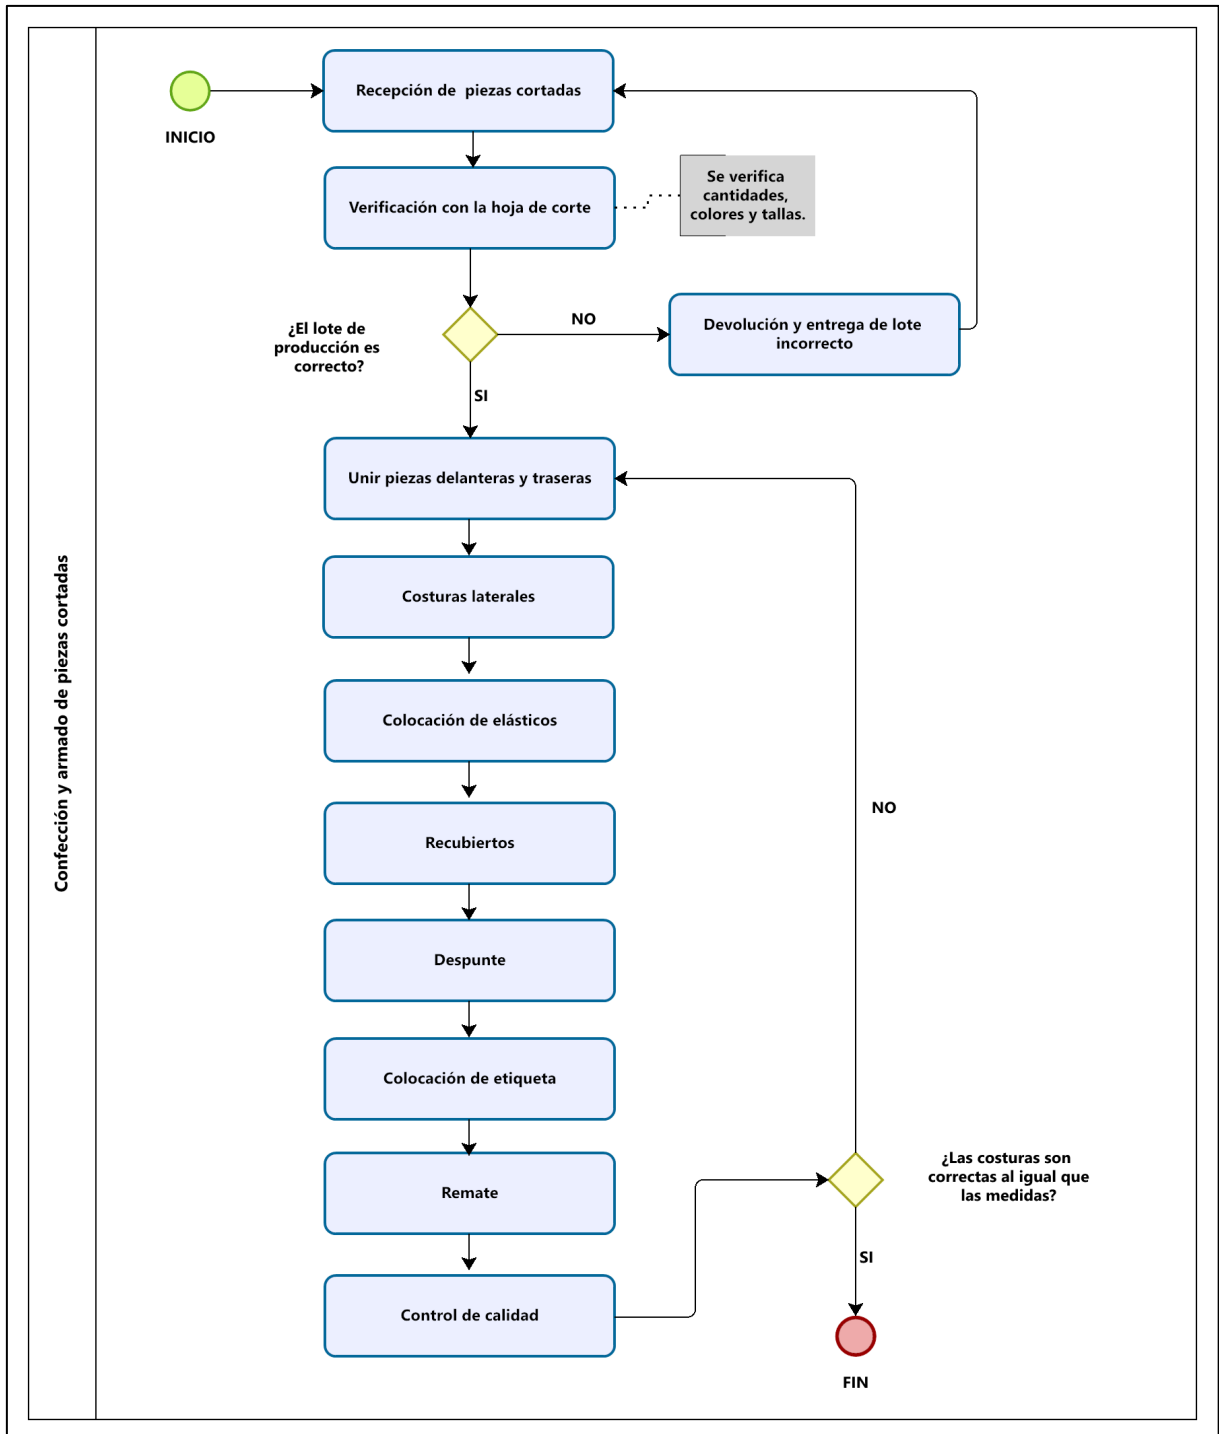 Confección y armado de piezas cortadas
INICIO
Recepción de piezas cortadas
Verificación con la hoja de corte
Se verifica
cantidades,
colores y tallas.
¿El lote de
producción es
correcto?
NO
Devolución y entrega de lote
incorrecto
SI
Unir piezas delanteras y traseras
Costuras laterales
Colocación de elásticos
Recubiertos
NO
Despunte
Colocación de etiqueta
Remate
¿Las costuras son
correctas al igual que
las medidas?
SI
Control de calidad
FIN